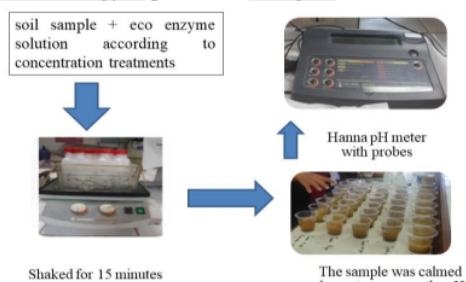 soil sample + eco enzyme
solution according to
concentration treatments
Hanna pH meter
with probes
Shaked for 15 minutes
The sample was calmed